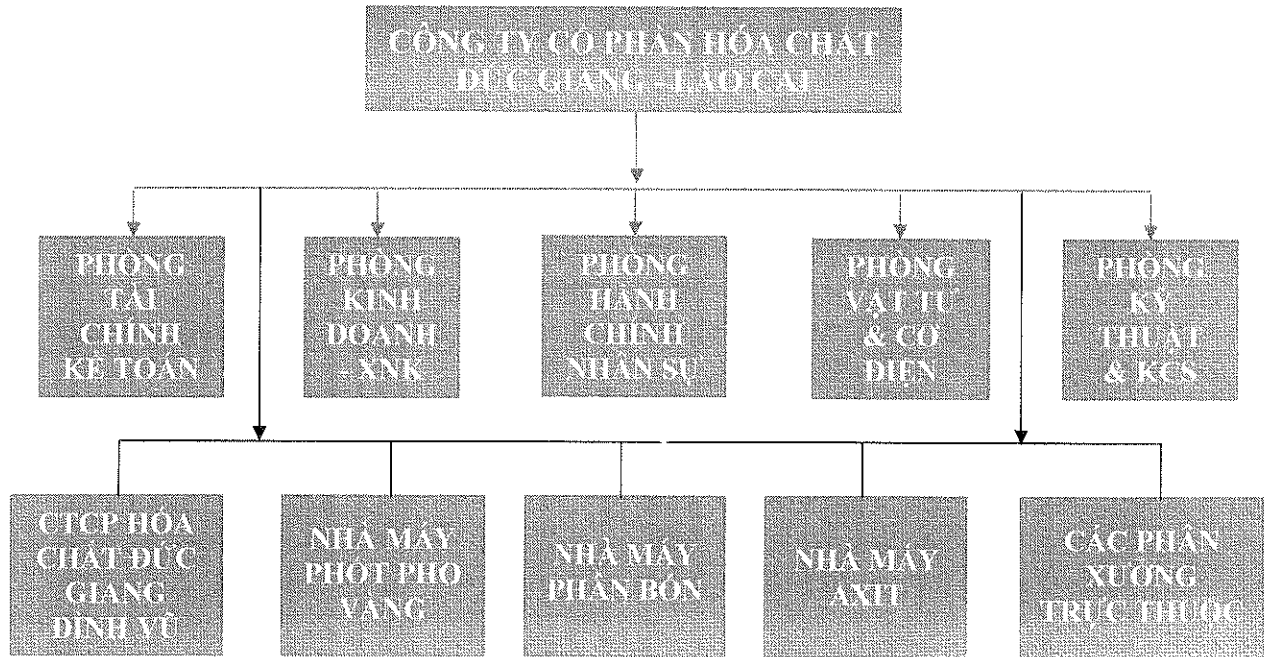 CÔNG TY CỔ PHẦN HÓA CHẤT
ĐỨC GIANG - LÀO CAI
PHÒNG
TÀI
CHÍNH
KẾ TOÁN
PHÒNG
KINH
DOANH
- XNK
PHÒNG
HÀNH
CHÍNH
NHÂN SỰ
PHÒNG
VẬT TƯ
& CƠ
ĐIỆN
PHÒNG
KỸ
THUẬT
& KCS
CTCP HÓA
CHẤT ĐỨC
GIANG
ĐÌNH VŨ
NHÀ MÁY
PHỐT PHO
VÀNG
NHÀ MÁY
PHÂN BÓN
NHÀ MÁY
AXIT
CÁC PHÂN
XƯỞNG
TRỰC THUỘC